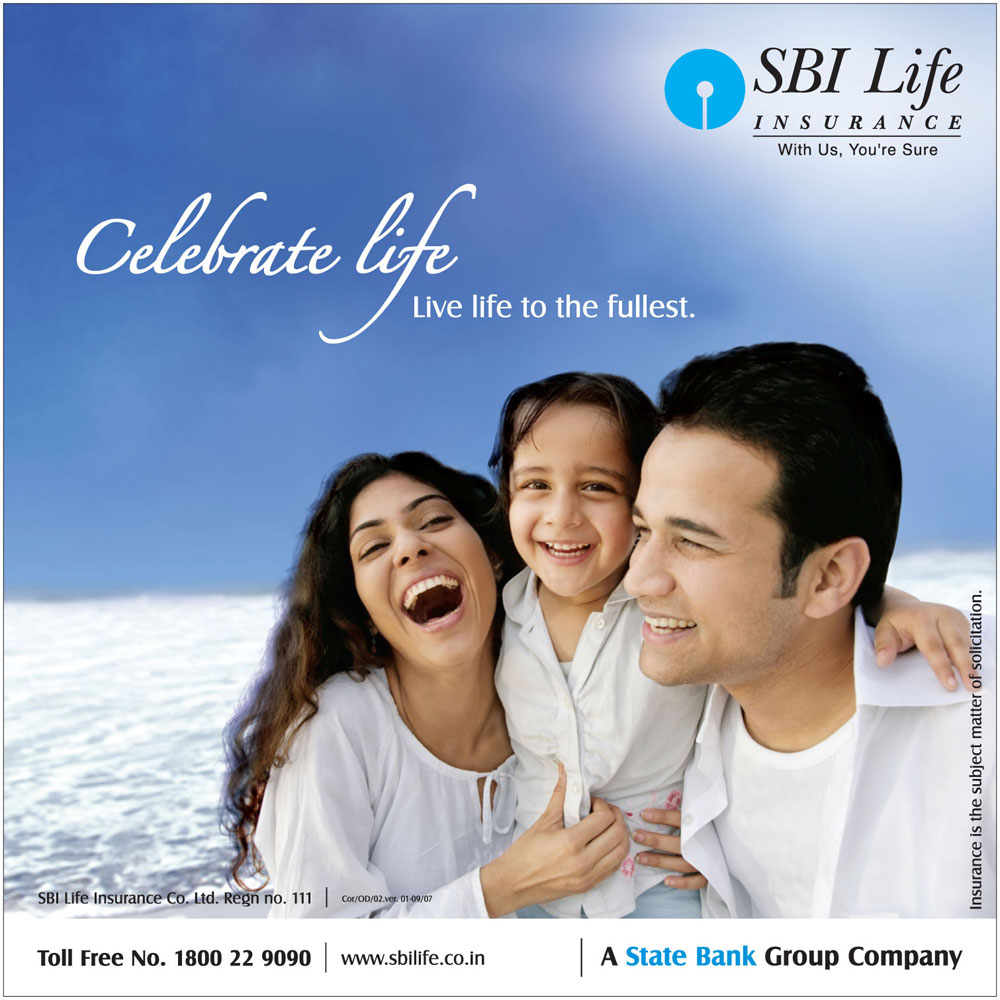 SBI Life
INSURANCE
With Us, You're Sure
Celebrate life
Live life to the fullest.
Insurance is the subject matter of solicitation.
SBI Life Insurance Co. Ltd. Regn no. 111 | Cor/OD/02.ver. 01-09/07
Toll Free No. 1800 22 9090 | www.sbilife.co.in | A State Bank Group Company